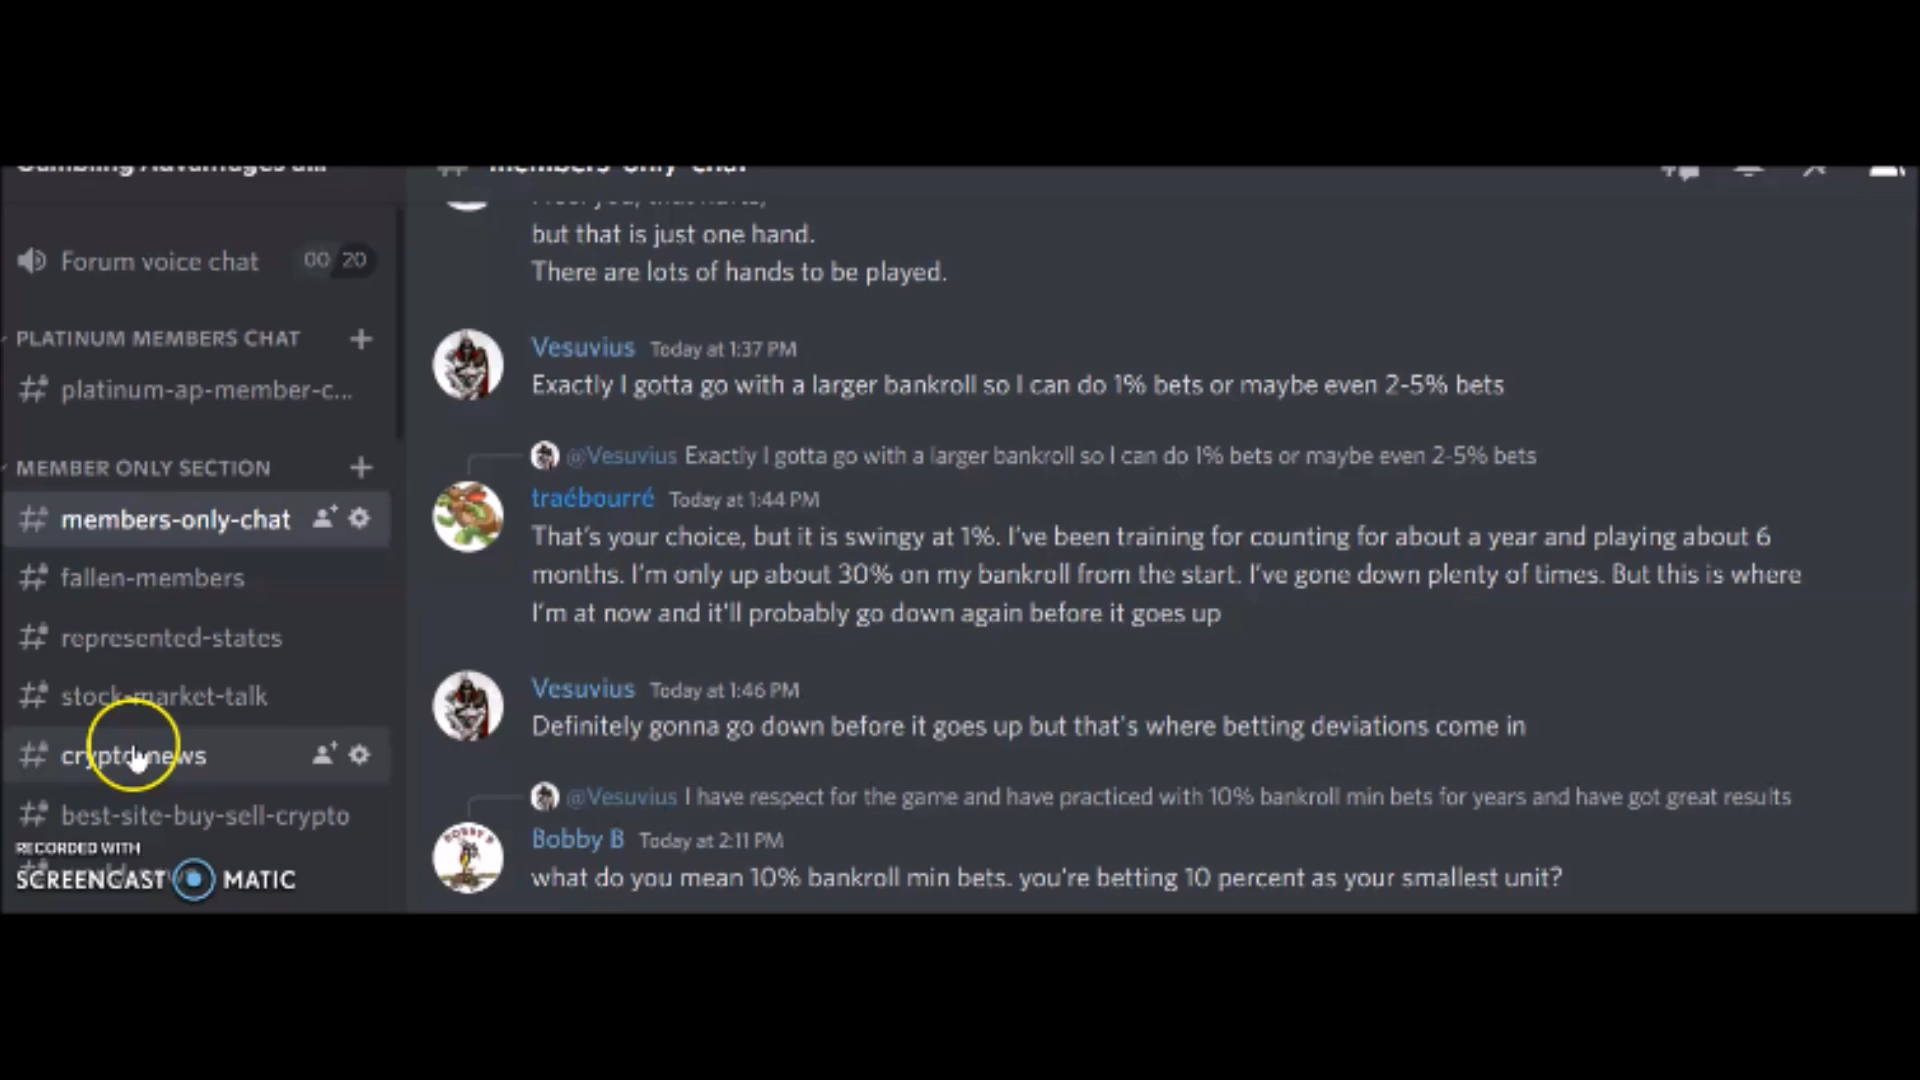 Gambling Advantages a...
members-only-chat
Forum voice chat 00 20
PLATINUM MEMBERS CHAT
platinum-ap-member-c...
MEMBER ONLY SECTION
members-only-chat
fallen-members
represented-states
stock-market-talk
crypto-news
best-site-buy-sell-crypto
RECORDED WITH
SCREENCAST MATIC
but that is just one hand.
There are lots of hands to be played.
Vesuvius Today at 1:37 PM
Exactly I gotta go with a larger bankroll so I can do 1% bets or maybe even 2-5% bets
@Vesuvius Exactly I gotta go with a larger bankroll so I can do 1% bets or maybe even 2-5% bets
traébourré Today at 1:44 PM
That's your choice, but it is swingy at 1%. I've been training for counting for about a year and playing about 6
months. I'm only up about 30% on my bankroll from the start. I've gone down plenty of times. But this is where
I'm at now and it'll probably go down again before it goes up
Vesuvius Today at 1:46 PM
Definitely gonna go down before it goes up but that's where betting deviations come in
@Vesuvius I have respect for the game and have practiced with 10% bankroll min bets for years and have got great results
BOBBY B
Bobby B Today at 2:11 PM
what do you mean 10% bankroll min bets. you're betting 10 percent as your smallest unit?